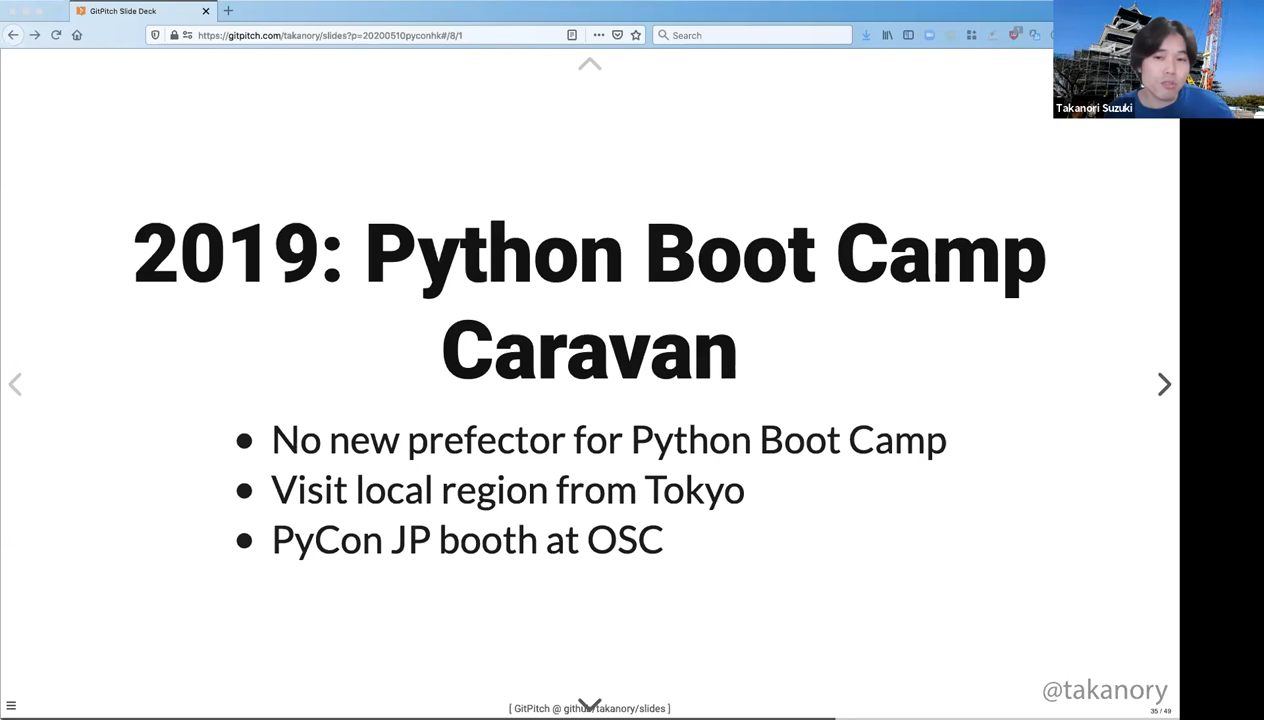 GitPitch Slide Deck
https://gitpitch.com/takanory/slides?p=20200510pyconhk#/8/1
Search
Takanori Suzuki
2019: Python Boot Camp
Caravan
No new prefector for Python Boot Camp
Visit local region from Tokyo
PyCon JP booth at OSC
@takanory
[ GitPitch @ github/takanory/slides ]
35 / 49